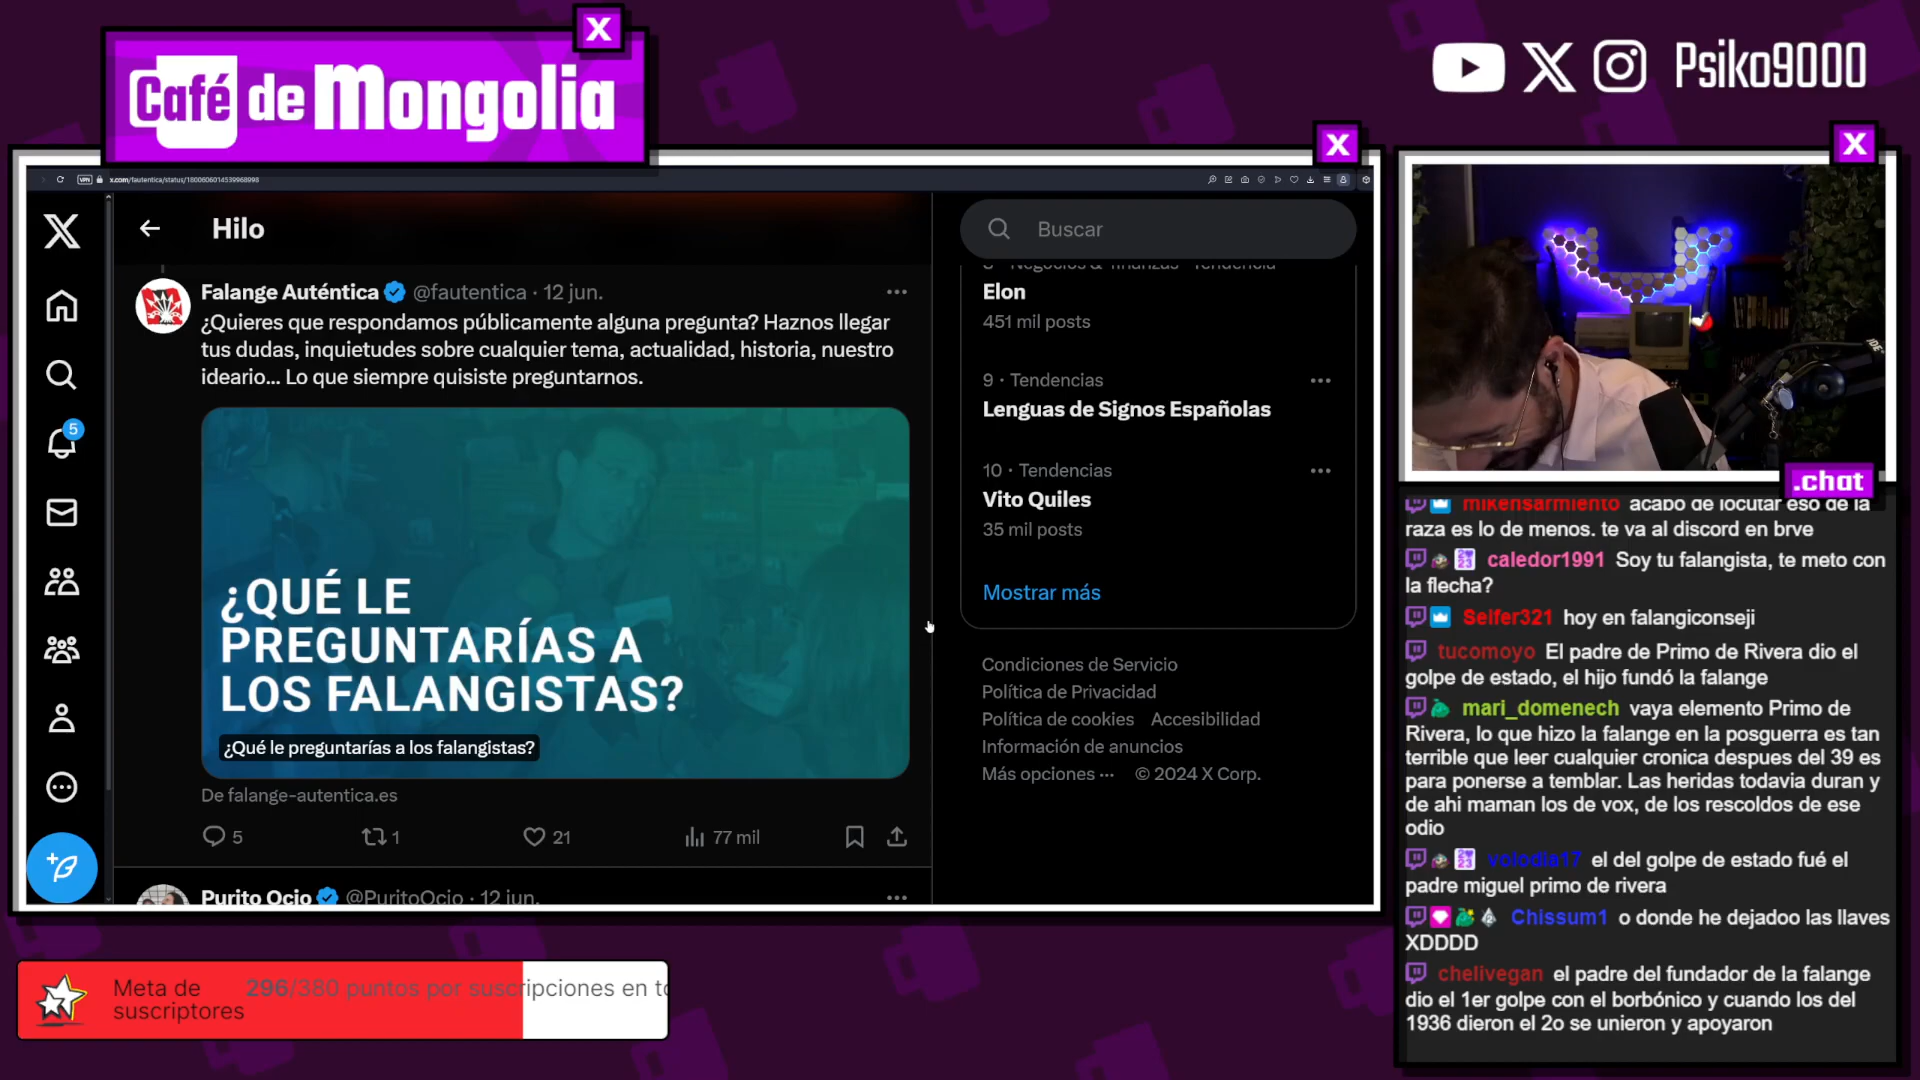 Café de Mongolia
X
Psiko9000
X
X
VPN
x.com/fautentica/status/1800606014539968998
Hilo
Buscar
Falange Auténtica @fautentica · 12 jun.
¿Quieres que respondamos públicamente alguna pregunta? Haznos llegar
tus dudas, inquietudes sobre cualquier tema, actualidad, historia, nuestro
ideario... Lo que siempre quisiste preguntarnos.
¿QUÉ LE
PREGUNTARÍAS A
LOS FALANGISTAS?
¿Qué le preguntarías a los falangistas?
De falange-autentica.es
5
1
21
77 mil
Purito Ocio @PuritoOcio · 12 jun.
5
8 · Negocios & finanzas · Tendencia
Elon
451 mil posts
9 · Tendencias
Lenguas de Signos Españolas
10 · Tendencias
Vito Quiles
35 mil posts
Mostrar más
Condiciones de Servicio
Política de Privacidad
Política de cookies Accesibilidad
Información de anuncios
Más opciones ··· © 2024 X Corp.
.chat
mikensarmiento acabo de locutar eso de la
raza es lo de menos. te va al discord en brve
caledor1991 Soy tu falangista, te meto con
la flecha?
Selfer321 hoy en falangiconseji
tucomoyo El padre de Primo de Rivera dio el
golpe de estado, el hijo fundó la falange
mari_domenech vaya elemento Primo de
Rivera, lo que hizo la falange en la posguerra es tan
terrible que leer cualquier cronica despues del 39 es
para ponerse a temblar. Las heridas todavia duran y
de ahi maman los de vox, de los rescoldos de ese
odio
volodia17 el del golpe de estado fué el
padre miguel primo de rivera
Chissum1 o donde he dejadoo las llaves
XDDDD
chelivegan el padre del fundador de la falange
dio el 1er golpe con el borbónico y cuando los del
1936 dieron el 2o se unieron y apoyaron
Meta de
suscriptores
296/380 puntos por suscripciones en to